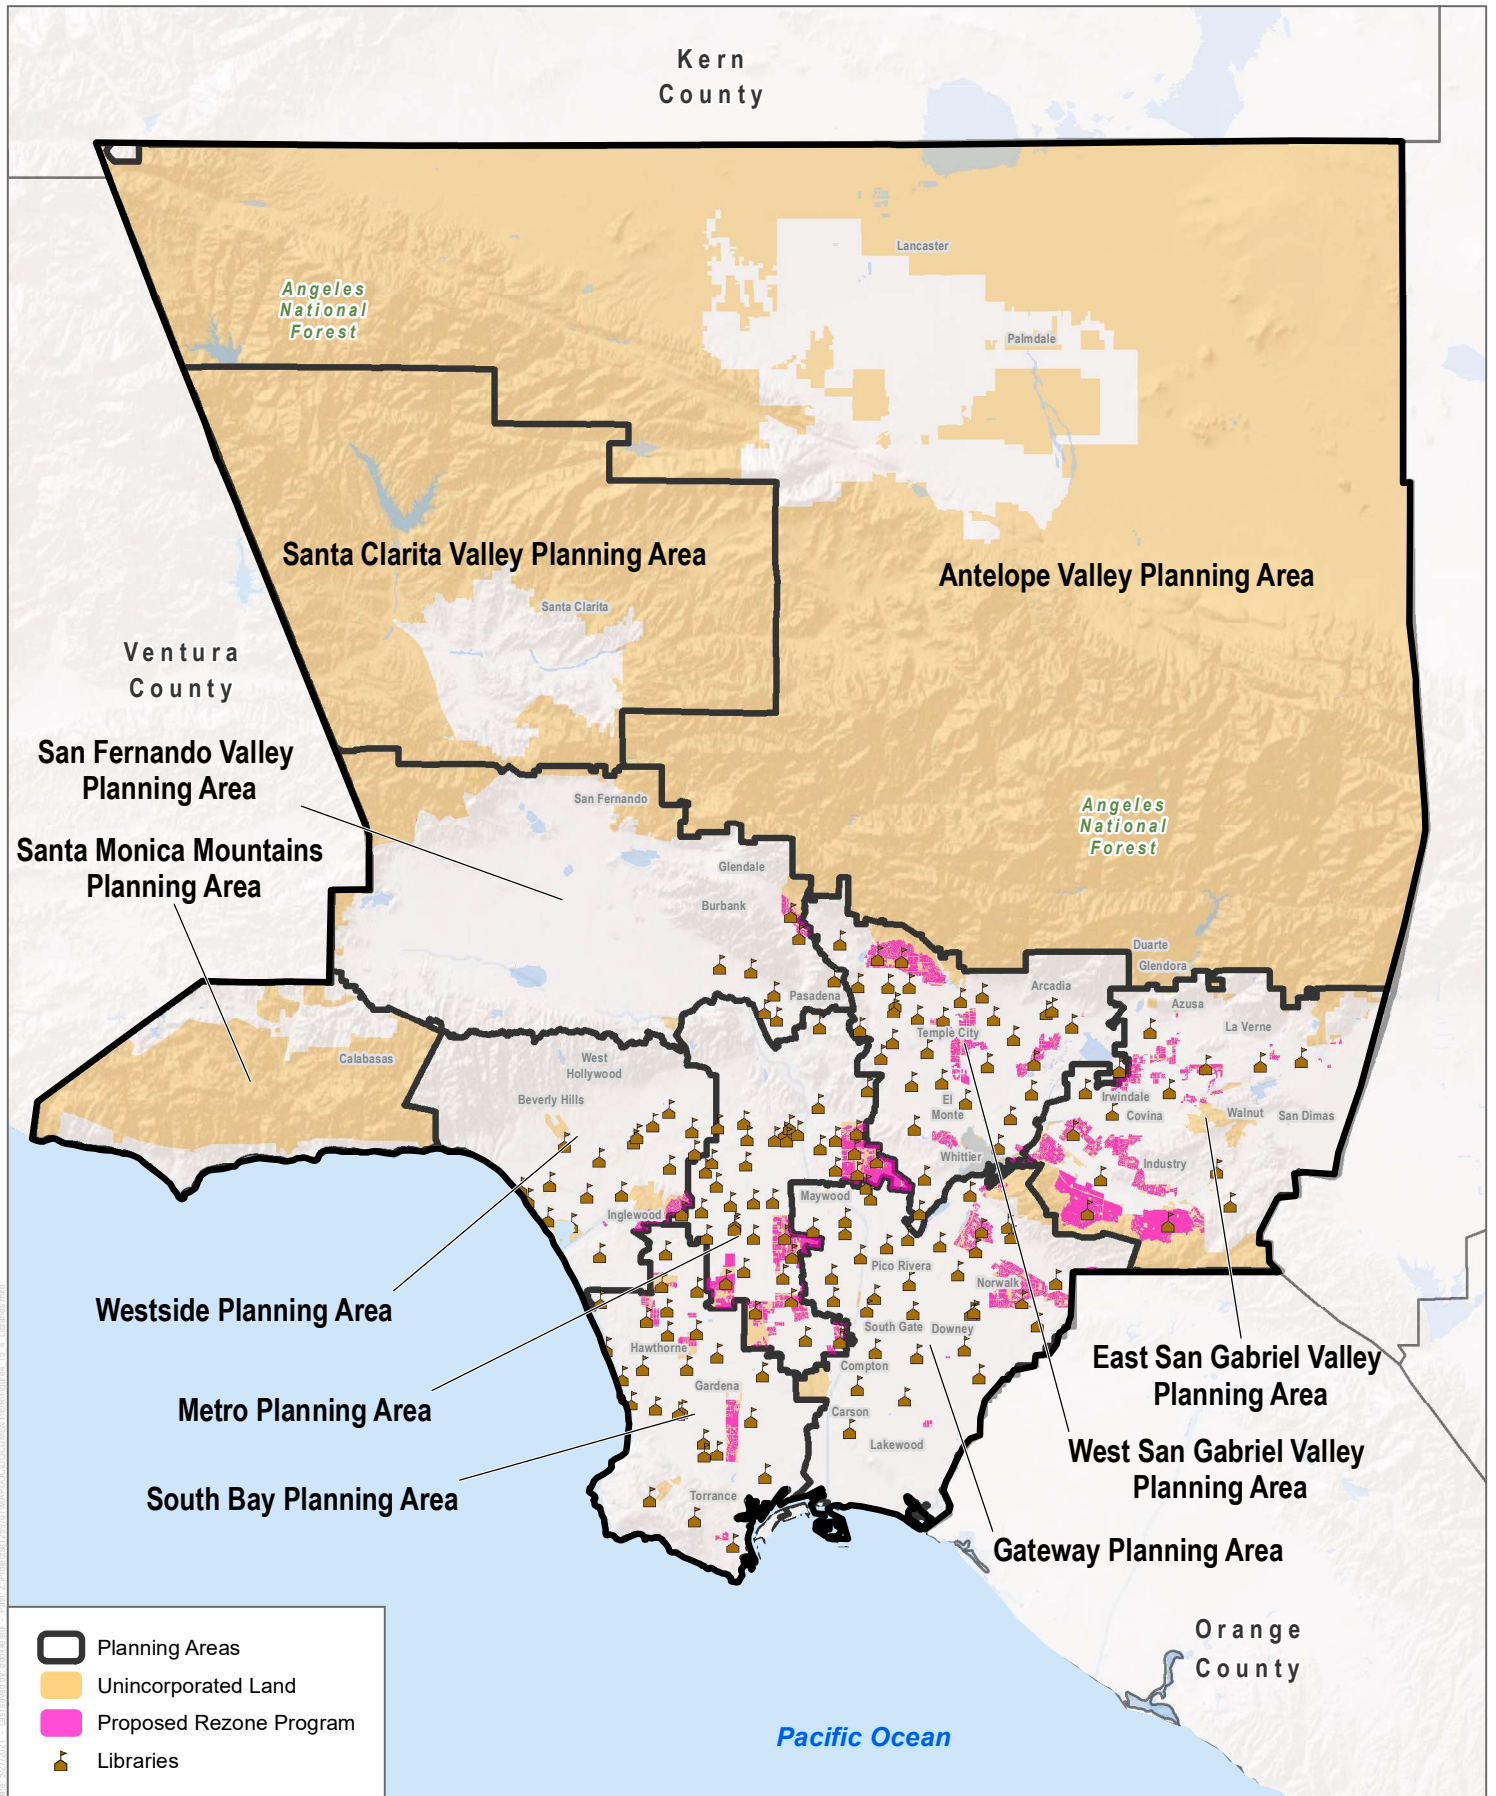 Kern
County
Lancaster
Angeles
National
Forest
Palmdale
Santa Clarita Valley Planning Area
Antelope Valley Planning Area
Santa Clarita
Ventura
County
San Fernando Valley
Planning Area
San Fernando
Angeles
National
Forest
Santa Monica Mountains
Planning Area
Glendale
Burbank
Duarte
Glendora
Arcadia
Pasadena
Azusa
La Verne
Temple City
Calabasas
West
Hollywood
Beverly Hills
El
Monte
Irwindale
Covina
Walnut
San Dimas
Whittier
Industry
Maywood
Inglewood
Pico Rivera
Norwalk
Westside Planning Area
South Gate
Downey
Hawthorne
Compton
East San Gabriel Valley
Planning Area
Gardena
Metro Planning Area
Carson
Lakewood
West San Gabriel Valley
Planning Area
South Bay Planning Area
Torrance
Gateway Planning Area
Orange
County
Planning Areas
Unincorporated Land
Proposed Rezone Program
Libraries
Pacific Ocean